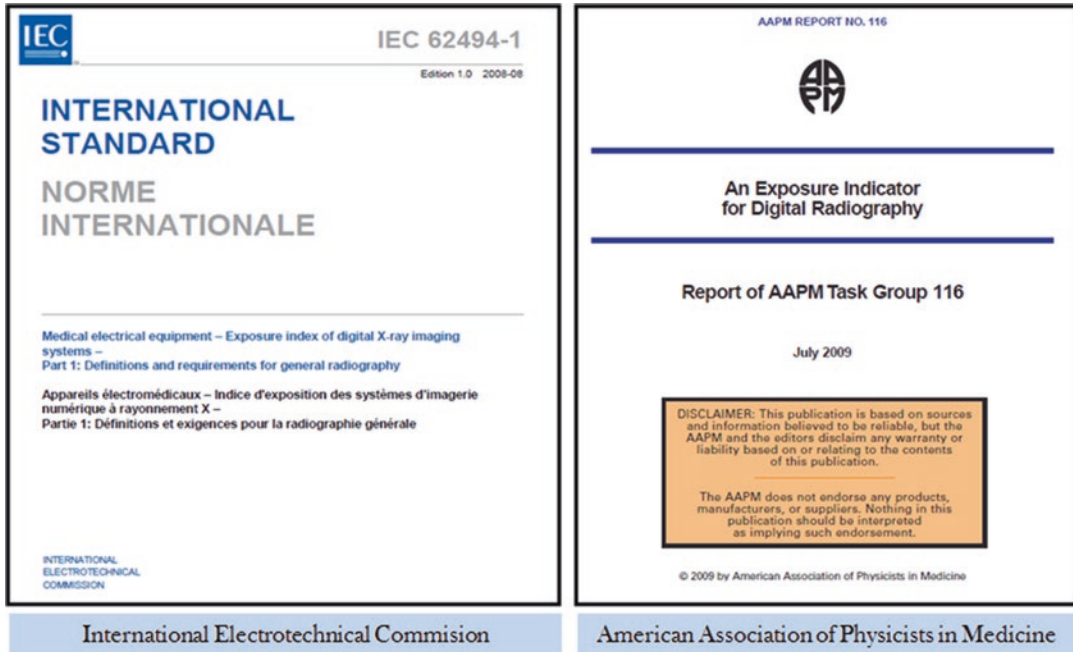 IEC
IEC 62494-1
Edition 1.0 2008-08
INTERNATIONAL
STANDARD
NORME
INTERNATIONALE
Medical electrical equipment – Exposure index of digital X-ray imaging
systems –
Part 1: Definitions and requirements for general radiography
Appareils électromédicaux – Indice d'exposition des systèmes d'imagerie
numérique à rayonnement X –
Partie 1: Définitions et exigences pour la radiographie générale
INTERNATIONAL
ELECTROTECHNICAL
COMMISSION
International Electrotechnical Commision
AAPM REPORT NO. 116
AAPM
An Exposure Indicator
for Digital Radiography
Report of AAPM Task Group 116
July 2009
DISCLAIMER: This publication is based on sources
and information believed to be reliable, but the
AAPM and the editors disclaim any warranty or
liability based on or relating to the contents
of this publication.
The AAPM does not endorse any products,
manufacturers, or suppliers. Nothing in this
publication should be interpreted
as implying such endorsement.
© 2009 by American Association of Physicists in Medicine
American Association of Physicists in Medicine